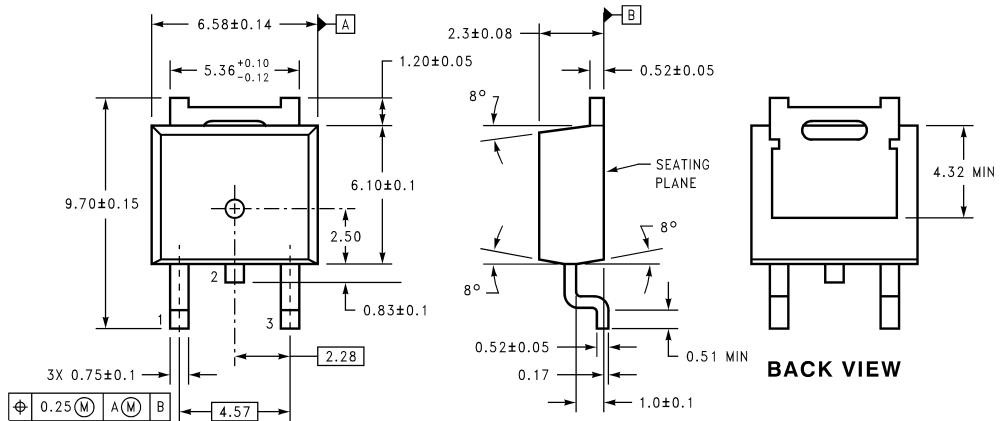 6.58±0.14
A
5.36 +0.10 -0.12
1.20±0.05
9.70±0.15
6.10±0.1
2.50
2
1
3
0.83±0.1
2.28
3X 0.75±0.1
⌖ 0.25 Ⓜ A Ⓜ B
4.57
B
2.3±0.08
0.52±0.05
8°
SEATING
PLANE
8°
8°
0.52±0.05
0.51 MIN
0.17
1.0±0.1
4.32 MIN
BACK VIEW